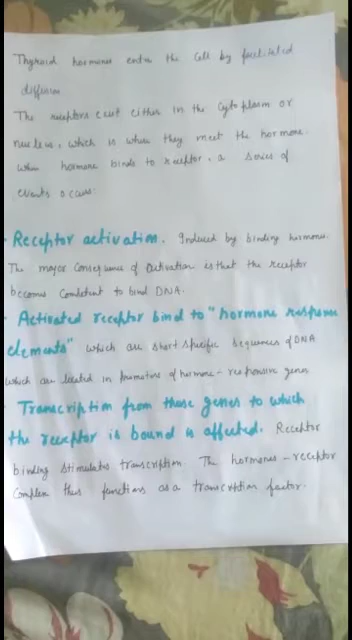 Thyroid hormones enter the cell by facilitated
diffusion
The receptors exist either in the cytoplasm or
nucleus, which is where they meet the hormone.
when hormone binds to receptor, a series of
events occurs:
· Receptor activation. Induced by binding hormones.
The major consequence of activation is that the receptor
becomes competent to bind DNA.
· Activated receptor bind to "hormone response
elements" which are short specific sequences of DNA
which are located in promoters of hormone-responsive genes
· Transcription from those genes to which
the receptor is bound is affected. Receptor
binding stimulates transcription. The hormones-receptor
complex thus functions as a transcription factor.